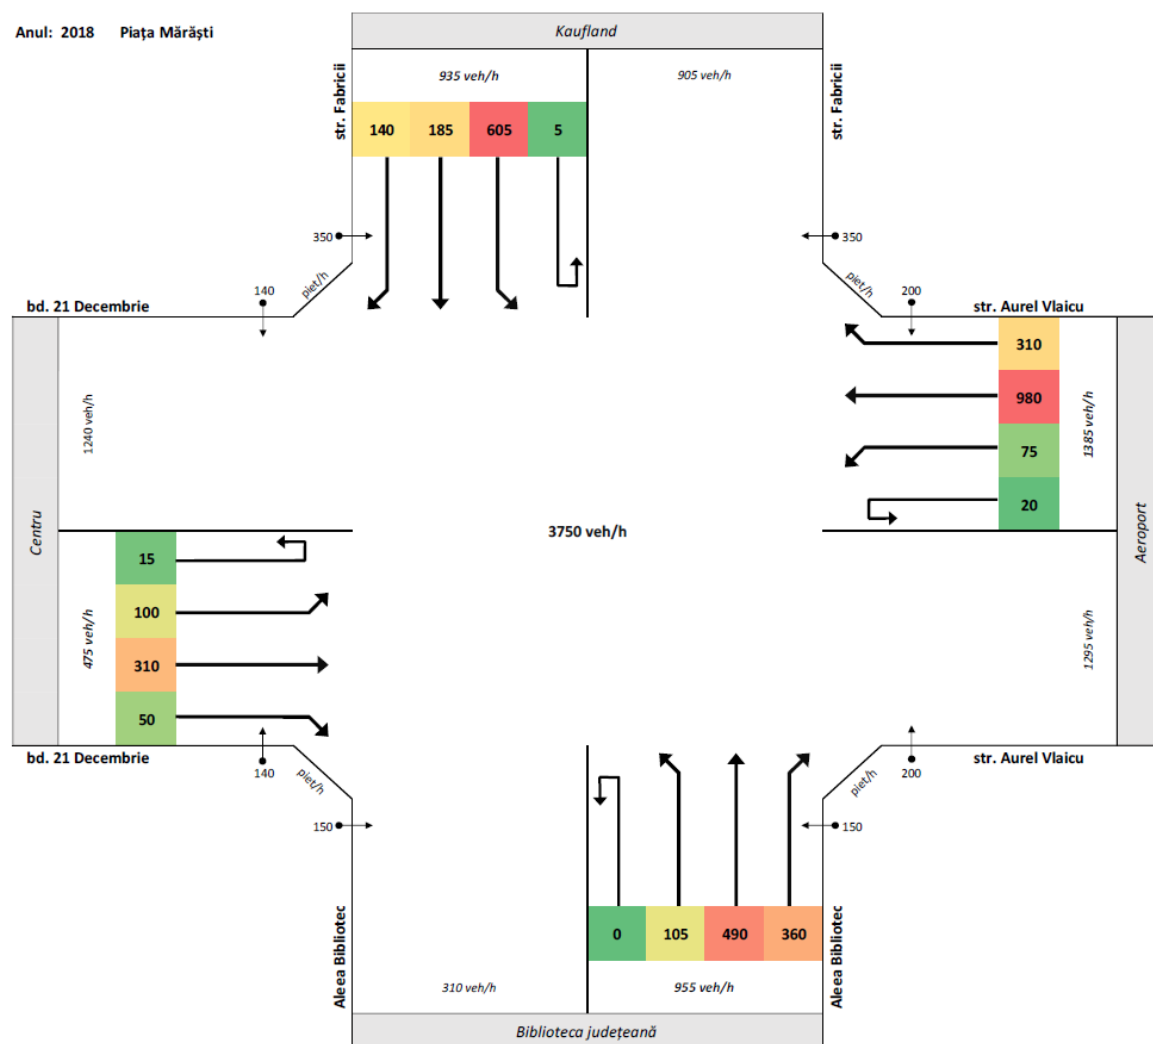 Anul: 2018 Piața Mărăști
Kaufland
935 veh/h
905 veh/h
str. Fabricii
str. Fabricii
140 185 605 5
350
350
piet/h
piet/h
140
200
bd. 21 Decembrie
str. Aurel Vlaicu
310
980
75
20
1240 veh/h
1385 veh/h
Centru
Aeroport
3750 veh/h
15
100
310
50
475 veh/h
1295 veh/h
bd. 21 Decembrie
str. Aurel Vlaicu
140
200
piet/h
piet/h
150
150
Aleea Bibliotec
Aleea Bibliotec
0 105 490 360
310 veh/h
955 veh/h
Biblioteca județeană